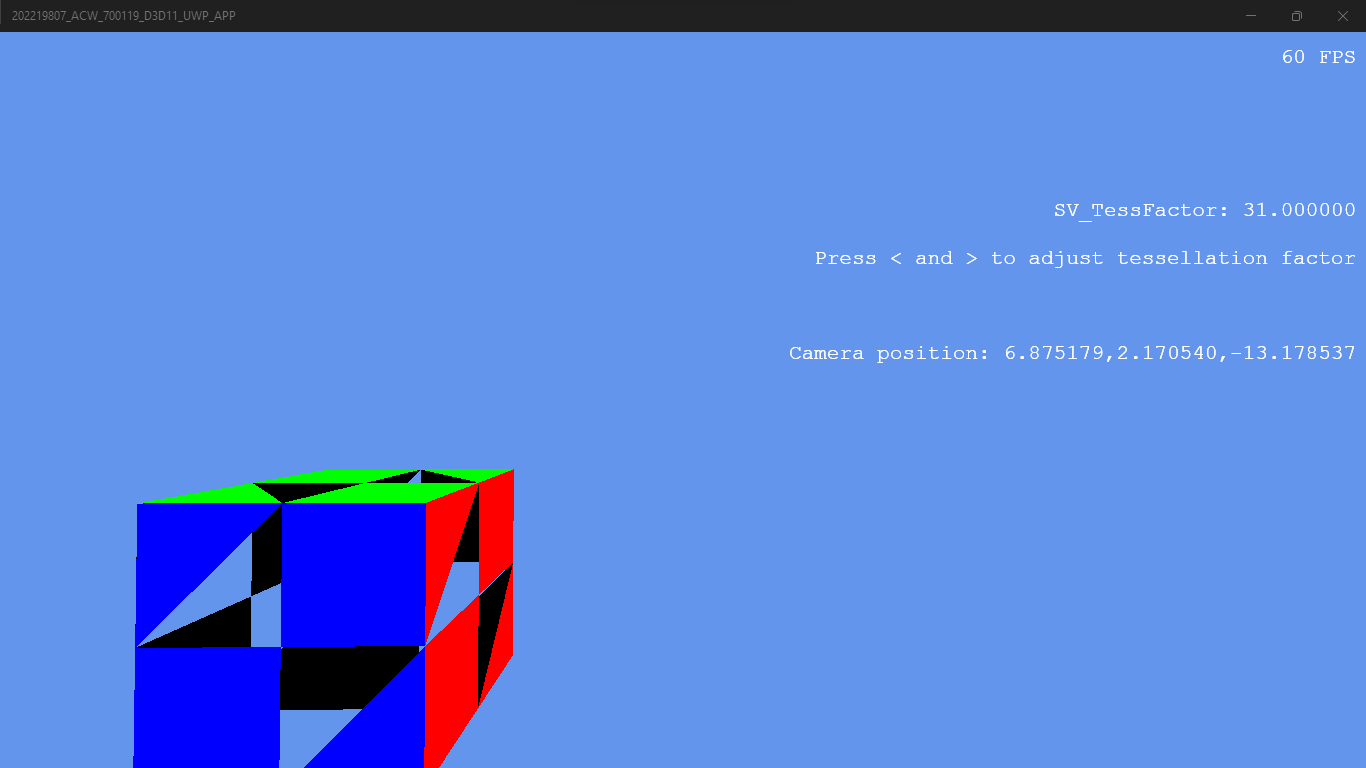 202219807_ACW_700119_D3D11_UWP_APP
60 FPS
SV_TessFactor: 31.000000
Press < and > to adjust tessellation factor
Camera position: 6.875179,2.170540,-13.178537